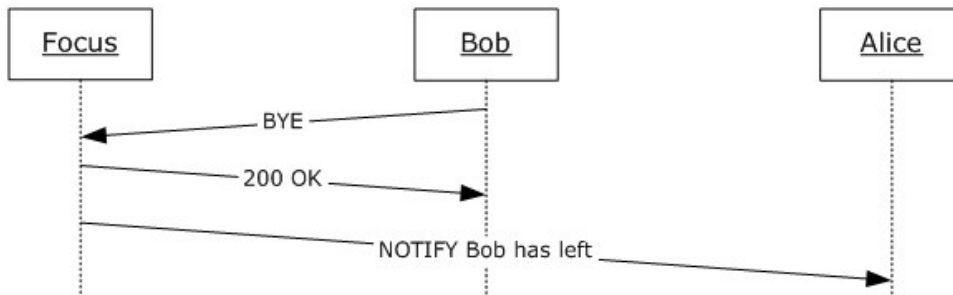 Focus
Bob
Alice
BYE
200 OK
NOTIFY Bob has left